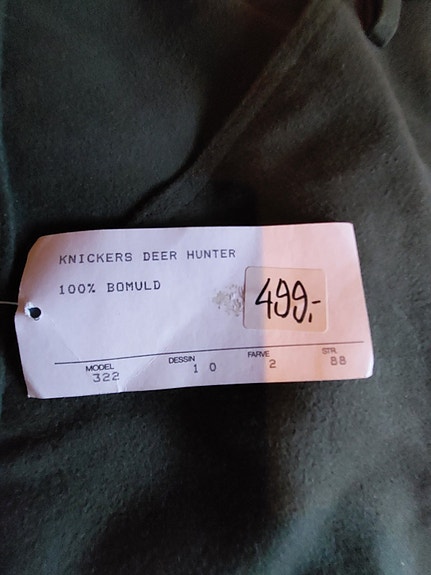 KNICKERS DEER HUNTER
100% BOMULD
499,-
MODEL DESSIN FARVE STR.
322 1 0 2 88